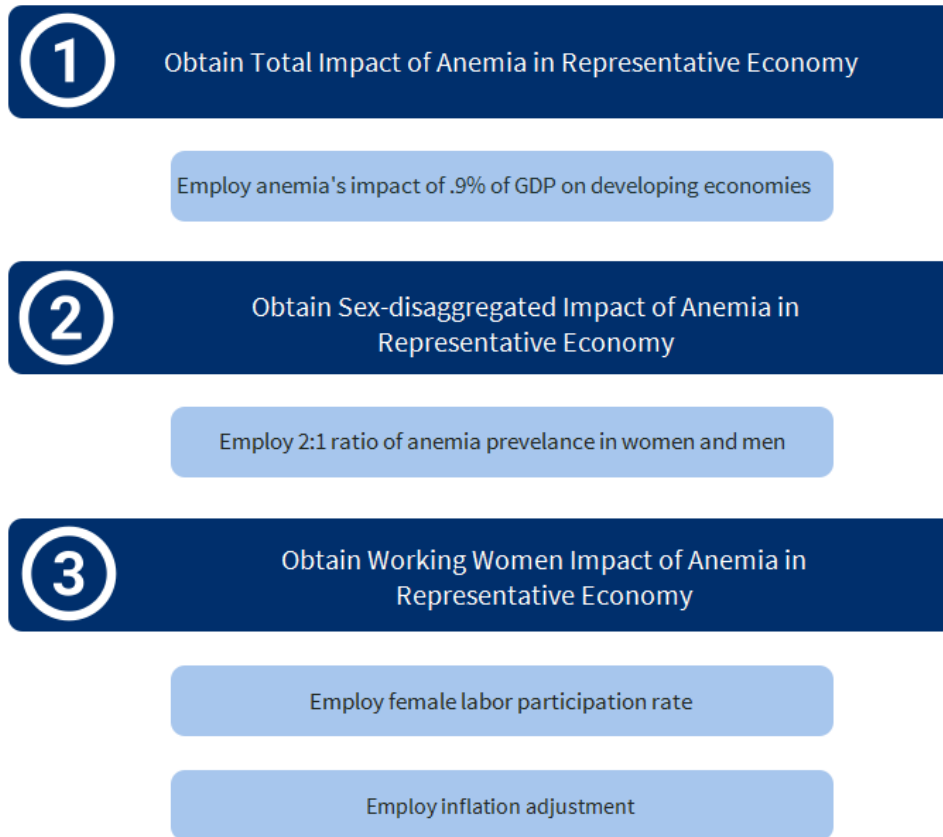 1
Obtain Total Impact of Anemia in Representative Economy
Employ anemia's impact of .9% of GDP on developing economies
2
Obtain Sex-disaggregated Impact of Anemia in
Representative Economy
Employ 2:1 ratio of anemia prevelance in women and men
3
Obtain Working Women Impact of Anemia in
Representative Economy
Employ female labor participation rate
Employ inflation adjustment